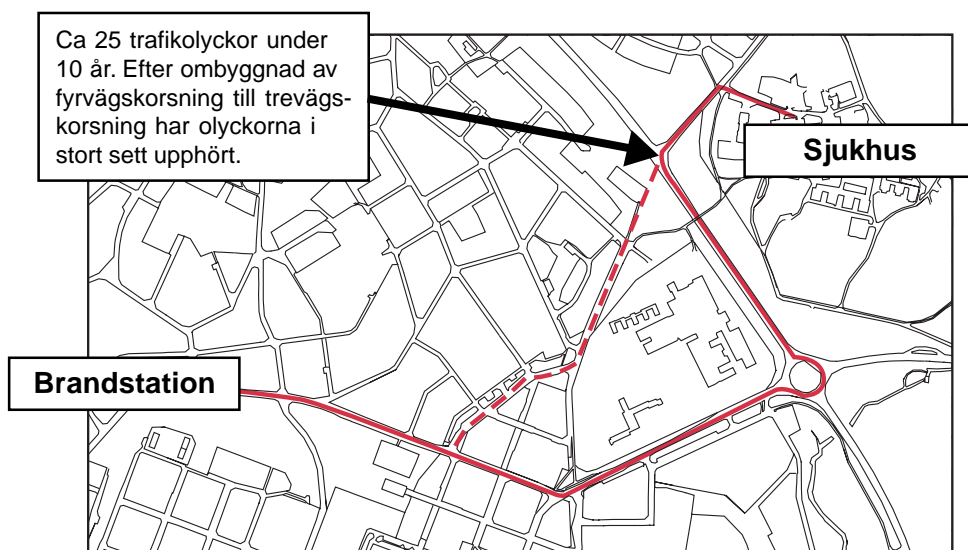 Ca 25 trafikolyckor under
10 år. Efter ombyggnad av
fyrvägskorsning till trevägs-
korsning har olyckorna i
stort sett upphört.
Sjukhus
Brandstation